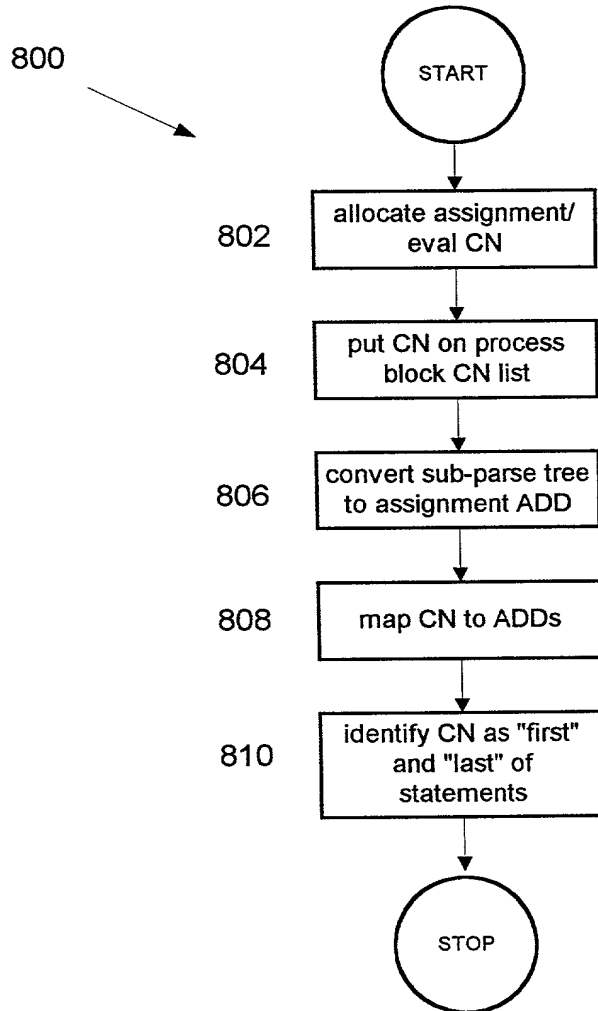 800
START
802
allocate assignment/
eval CN
804
put CN on process
block CN list
806
convert sub-parse tree
to assignment ADD
808
map CN to ADDs
810
identify CN as "first"
and "last" of
statements
STOP